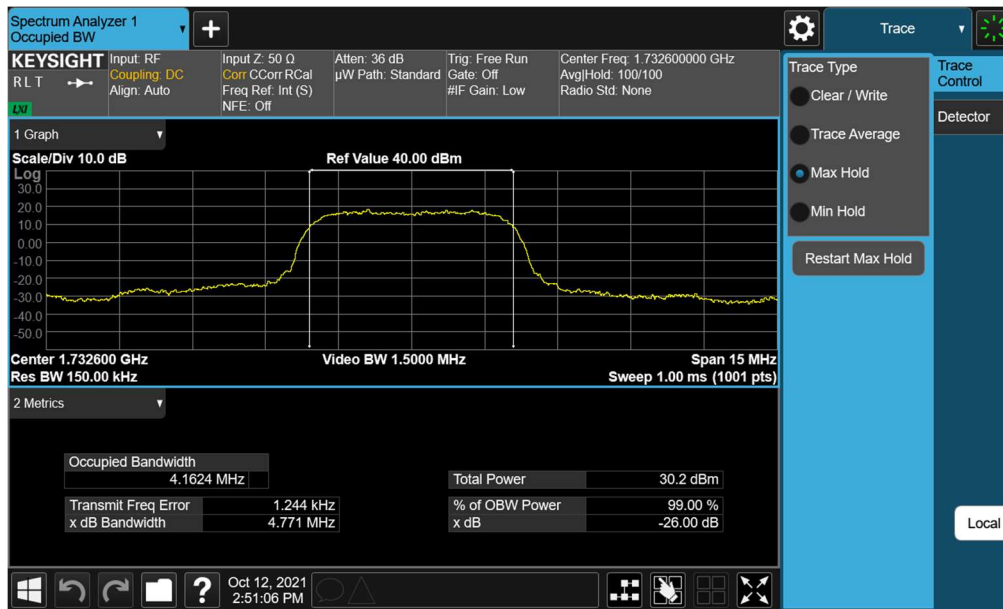 Spectrum Analyzer 1
Occupied BW
Trace
KEYSIGHT
RLT
LXI
Input: RF
Coupling: DC
Align: Auto
Input Z: 50 Ω
Corr CCorr RCal
Freq Ref: Int (S)
NFE: Off
Atten: 36 dB
µW Path: Standard
Trig: Free Run
Gate: Off
#IF Gain: Low
Center Freq: 1.732600000 GHz
Avg|Hold: 100/100
Radio Std: None
Trace Type
Clear / Write
Trace Average
Max Hold
Min Hold
Restart Max Hold
Trace
Control
Detector
1 Graph
Scale/Div 10.0 dB
Ref Value 40.00 dBm
Log
30.0
20.0
10.0
0.00
-10.0
-20.0
-30.0
-40.0
-50.0
Center 1.732600 GHz
Video BW 1.5000 MHz
Span 15 MHz
Res BW 150.00 kHz
Sweep 1.00 ms (1001 pts)
2 Metrics
Occupied Bandwidth
4.1624 MHz
Total Power 30.2 dBm
Transmit Freq Error 1.244 kHz
% of OBW Power 99.00 %
x dB Bandwidth 4.771 MHz
x dB -26.00 dB
Local
?
Oct 12, 2021
2:51:06 PM